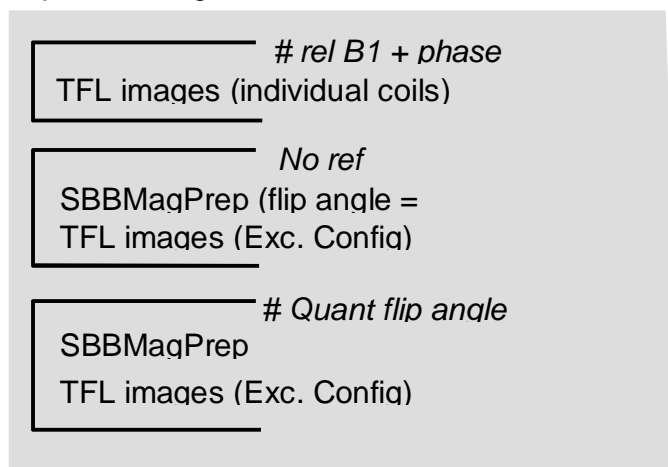 # rel B1 + phase
TFL images (individual coils)
No ref
SBBMagPrep (flip angle =
TFL images (Exc. Config)
# Quant flip angle
SBBMagPrep
TFL images (Exc. Config)